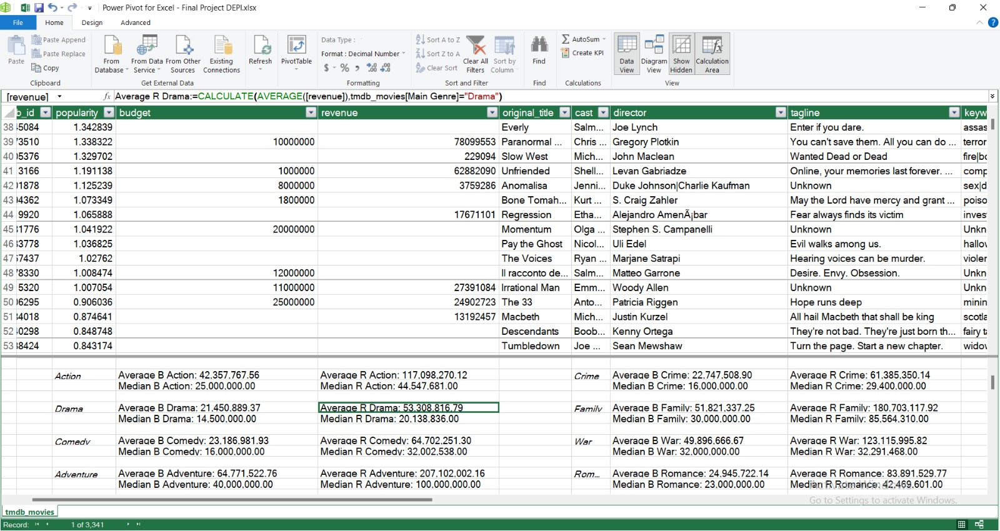 Power Pivot for Excel - Final Project DEPI.xlsx
File Home Design Advanced
Paste
Paste Append
Paste Replace
Copy
Clipboard
From Database
From Data Service
From Other Sources
Existing Connections
Get External Data
Refresh
PivotTable
Data Type :
Format : Decimal Number
$ % ,
Formatting
Sort A to Z
Sort Z to A
Clear Sort
Clear All Filters
Sort by Column
Sort and Filter
Find
Find
AutoSum
Create KPI
Calculations
Data View
Diagram View
Show Hidden
Calculation Area
View
[revenue] fx Average R Drama:=CALCULATE(AVERAGE([revenue]),tmdb_movies[Main Genre]="Drama")
b_id popularity budget revenue original_title cast director tagline keyw
38 45084 1.342839 Everly Salm... Joe Lynch Enter if you dare. assas
39 73510 1.338322 10000000 78099553 Paranormal ... Chris ... Gregory Plotkin You can't save them. All you can do ... terror
40 05376 1.329702 229094 Slow West Mich... John Maclean Wanted Dead or Dead fire|bo
41 3166 1.191138 1000000 62882090 Unfriended Shell... Levan Gabriadze Online, your memories last forever. ... comp
42 1878 1.125239 8000000 3759286 Anomalisa Jenni... Duke Johnson|Charlie Kaufman Unknown sex|d
43 4362 1.073349 1800000 Bone Tomah... Kurt ... S. Craig Zahler May the Lord have mercy and grant ... poiso
44 9920 1.065888 17671101 Regression Etha... Alejandro AmenÃ¡bar Fear always finds its victim inves
45 1776 1.041922 20000000 Momentum Olga ... Stephen S. Campanelli Unknown Unkn
46 3778 1.036825 Pay the Ghost Nicol... Uli Edel Evil walks among us. hallov
47 7437 1.02762 The Voices Ryan ... Marjane Satrapi Hearing voices can be murder. violer
48 8330 1.008474 12000000 Il racconto de... Salm... Matteo Garrone Desire. Envy. Obsession. Unkn
49 5320 1.007054 11000000 27391084 Irrational Man Emm... Woody Allen Unknown Unkn
50 6295 0.906036 25000000 24902723 The 33 Anto... Patricia Riggen Hope runs deep minin
51 4018 0.874641 13192457 Macbeth Mich... Justin Kurzel All hail Macbeth that shall be king scotla
52 0298 0.848748 Descendants Boob... Kenny Ortega They're not bad. They're just born th... fairy ta
53 8424 0.843174 Tumbledown Joe ... Sean Mewshaw Turn the page. Start a new chapter. widov
Action Average B Action: 42,357,767.56 Average R Action: 117,098,270.12 Crime Average B Crime: 22,747,508.90 Average R Crime: 61,385,350.14
Median B Action: 25,000,000.00 Median R Action: 44,547,681.00 Median B Crime: 16,000,000.00 Median R Crime: 29,400,000.00
Drama Average B Drama: 21,450,889.37 Average R Drama: 53,308,816.79 Family Average B Family: 51,821,337.25 Average R Family: 180,703,117.92
Median B Drama: 14,500,000.00 Median R Drama: 20,138,836.00 Median B Family: 30,000,000.00 Median R Family: 85,564,310.00
Comedy Average B Comedy: 23,186,981.93 Average R Comedy: 64,702,251.30 War Average B War: 49,896,666.67 Average R War: 123,115,995.82
Median B Comedy: 16,000,000.00 Median R Comedy: 32,002,538.00 Median B War: 32,000,000.00 Median R War: 32,291,468.00
Adventure Average B Adventure: 64,771,522.76 Average R Adventure: 207,102,002.16 Rom... Average B Romance: 24,945,722.14 Average R Romance: 83,891,529.77
Median B Adventure: 40,000,000.00 Median R Adventure: 100,000,000.00 Median B Romance: 23,000,000.00 Median R Romance: 42,469,601.00
Activate Windows
Go to Settings to activate Windows.
tmdb_movies
Record: 1 of 3,341